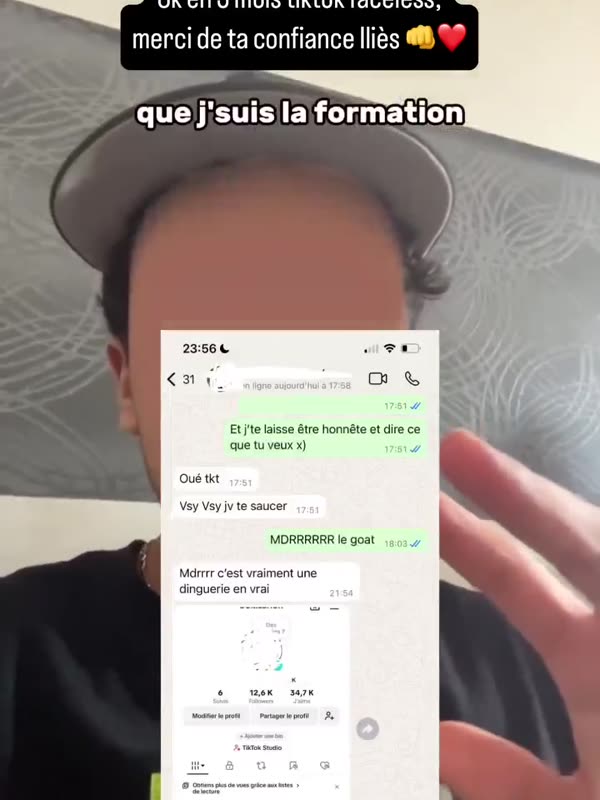 6k en 3 mois tiktok faceless,
merci de ta confiance Iliès 👊❤️
que j'suis la formation
23:56
31
en ligne aujourd'hui à 17:58
17:51
Et j'te laisse être honnête et dire ce
que tu veux x)
17:51
Oué tkt 17:51
Vsy Vsy jv te saucer 17:51
MDRRRRRR le goat 18:03
Mdrrrr c'est vraiment une
dinguerie en vrai
21:54
K
6 12,6 K 34,7 K
Suivis Followers J'aime
Modifier le profil Partager le profil
+ Ajouter une bio
TikTok Studio
Obtiens plus de vues grâce aux listes
de lecture